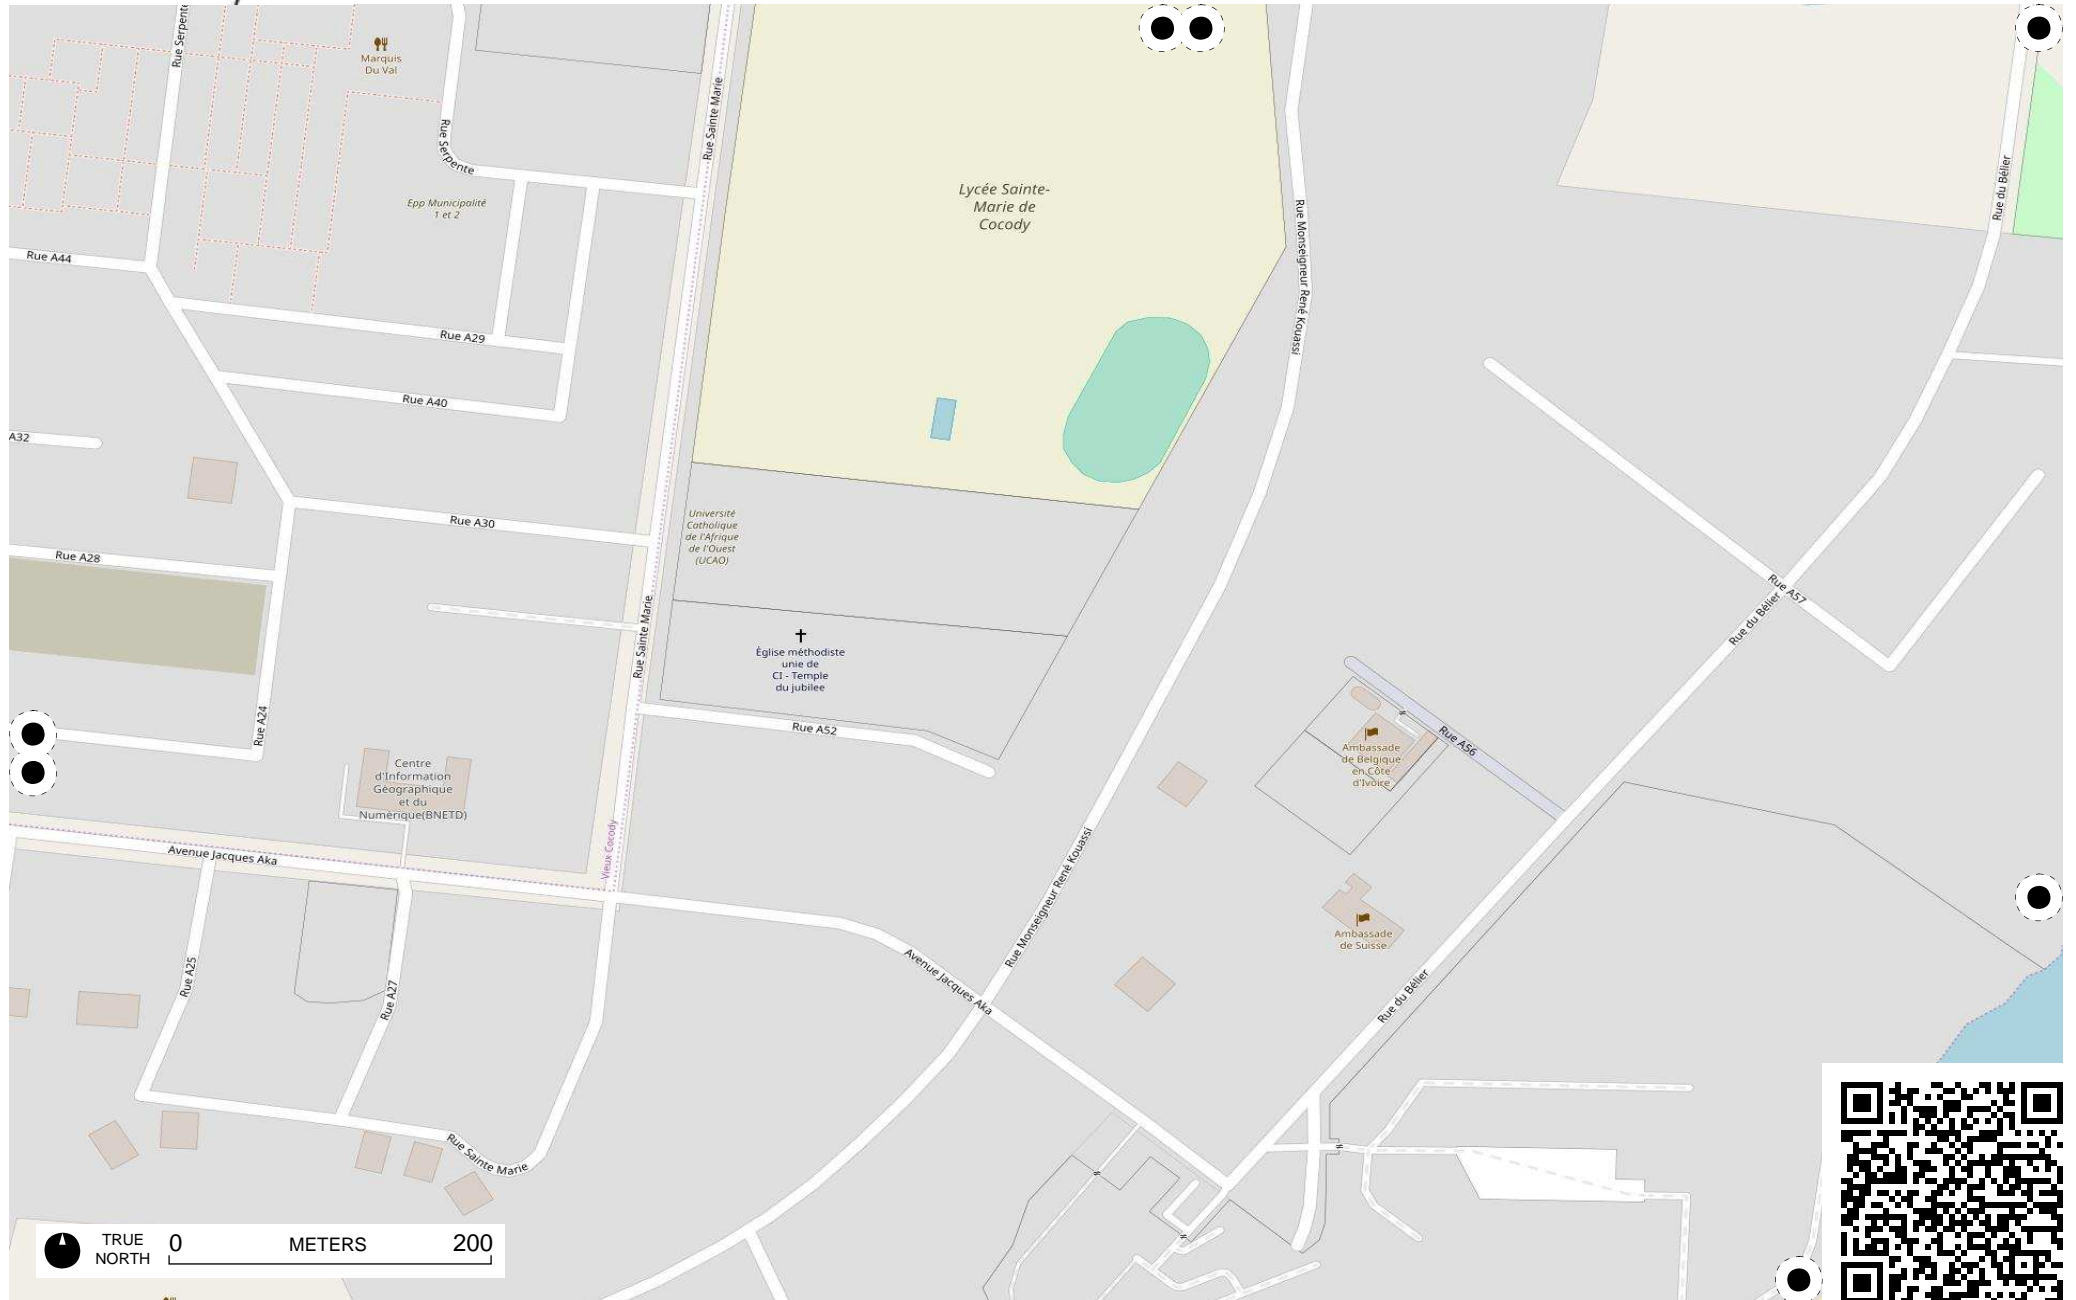 Rue Serpente
Marquis
Du Val
Rue Sainte Marie
Rue Serpente
Epp Municipalité
1 et 2
Lycée Sainte-
Marie de
Cocody
Rue Monseigneur René Kouassi
Rue du Bélier
Rue A44
Rue A29
Rue A40
A32
Rue A30
Université
Catholique
de l'Afrique
de l'Ouest
(UCAO)
Rue A28
Rue A57
Rue du Bélier
Rue Sainte Marie
Église méthodiste
unie de
CI - Temple
du jubilee
Rue A24
Rue A52
Rue A56
Ambassade
de Belgique
en Côte
d'Ivoire
Centre
d'Information
Géographique
et du
Numérique(BNETD)
Vieux Cocody
Avenue Jacques Aka
Rue Monseigneur René Kouassi
Ambassade
de Suisse
Avenue Jacques Aka
Rue A25
Rue A27
Rue du Bélier
Rue Sainte Marie
TRUE
NORTH
0 METERS 200